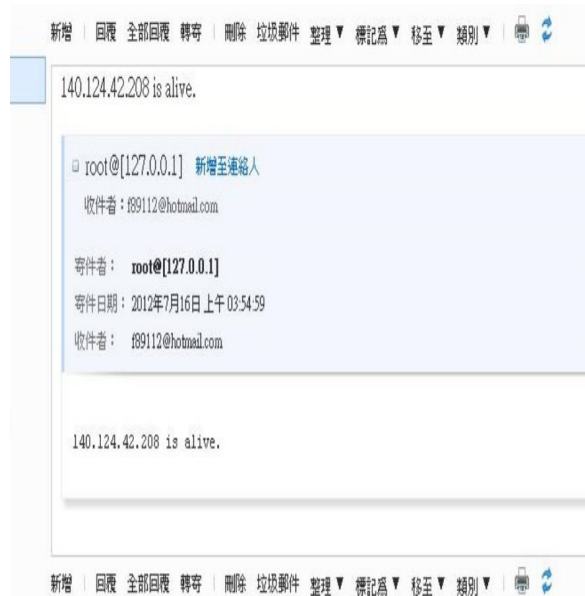 新增 | 回覆 全部回覆 轉寄 | 刪除 垃圾郵件 整理▼ 標記為▼ 移至▼ 類別▼ |
140.124.42.208 is alive.
root@[127.0.0.1] 新增至連絡人
收件者：f89112@hotmail.com
寄件者： root@[127.0.0.1]
寄件日期：2012年7月16日 上午 03:54:59
收件者： f89112@hotmail.com
140.124.42.208 is alive.
新增 | 回覆 全部回覆 轉寄 | 刪除 垃圾郵件 整理▼ 標記為▼ 移至▼ 類別▼ |